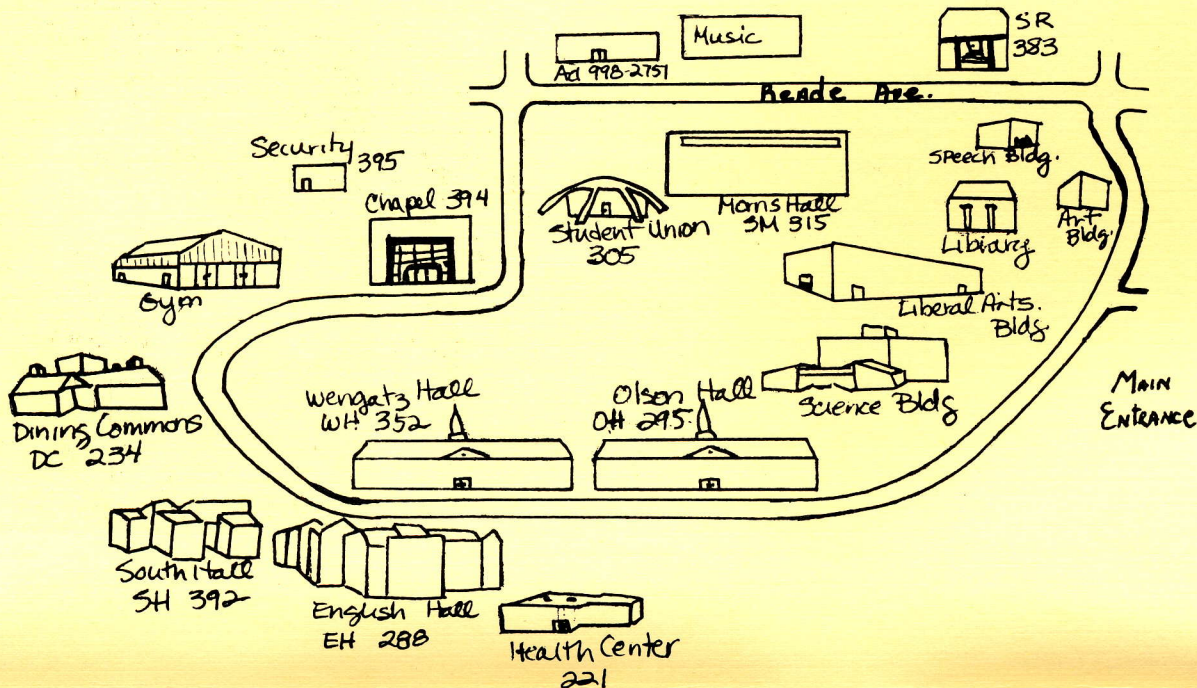 SR
383
Music
Ad 998-2751
Reade Ave.
Security
395
Speech Bldg.
Chapel 394
Student Union
305
Morris Hall
SM 315
Library
Art
Bldg.
Gym
Liberal Arts.
Bldg.
Wengatz Hall
WH 352
Olson Hall
OH 295
Science Bldg
Main
Entrance
Dining Commons
DC 234
South Hall
SH 392
English Hall
EH 288
Health Center
221